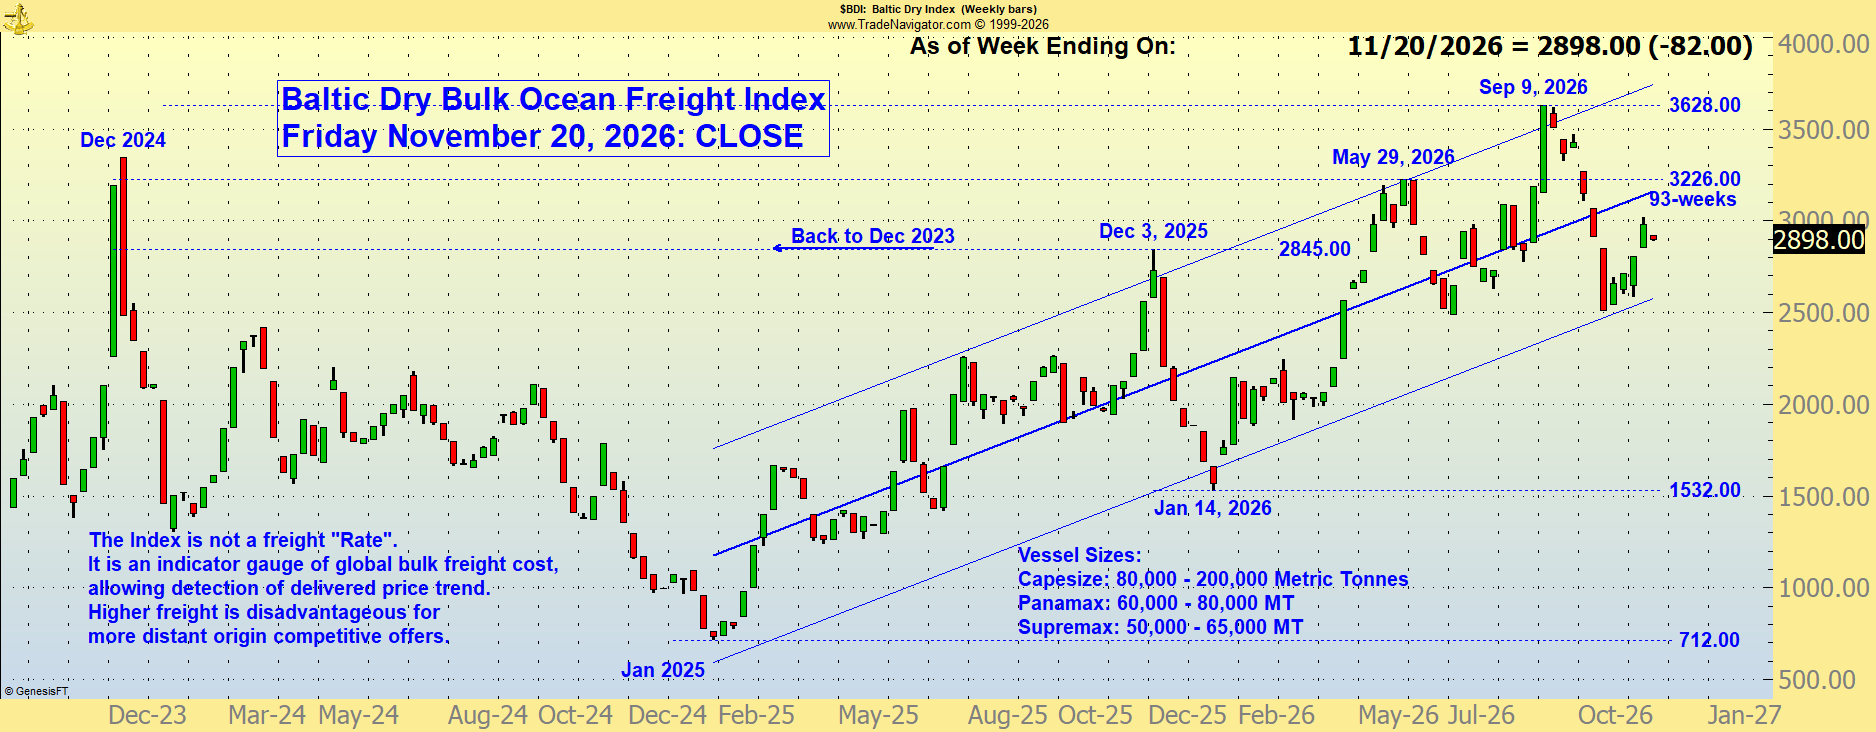 $BDI: Baltic Dry Index (Weekly bars)
www.TradeNavigator.com © 1999-2026
As of Week Ending On: 11/20/2026 = 2898.00 (-82.00)
Baltic Dry Bulk Ocean Freight Index
Friday November 20, 2026: CLOSE
Dec 2024
Sep 9, 2026
May 29, 2026
Back to Dec 2023
Dec 3, 2025
2845.00
3628.00
3226.00
93-weeks
1532.00
Jan 14, 2026
712.00
Jan 2025
The Index is not a freight "Rate".
It is an indicator gauge of global bulk freight cost,
allowing detection of delivered price trend.
Higher freight is disadvantageous for
more distant origin competitive offers.
Vessel Sizes:
Capesize: 80,000 - 200,000 Metric Tonnes
Panamax: 60,000 - 80,000 MT
Supremax: 50,000 - 65,000 MT
4000.00
3500.00
3000.00
2898.00
2500.00
2000.00
1500.00
1000.00
500.00
© GenesisFT
Dec-23 Mar-24 May-24 Aug-24 Oct-24 Dec-24 Feb-25 May-25 Aug-25 Oct-25 Dec-25 Feb-26 May-26 Jul-26 Oct-26 Jan-27